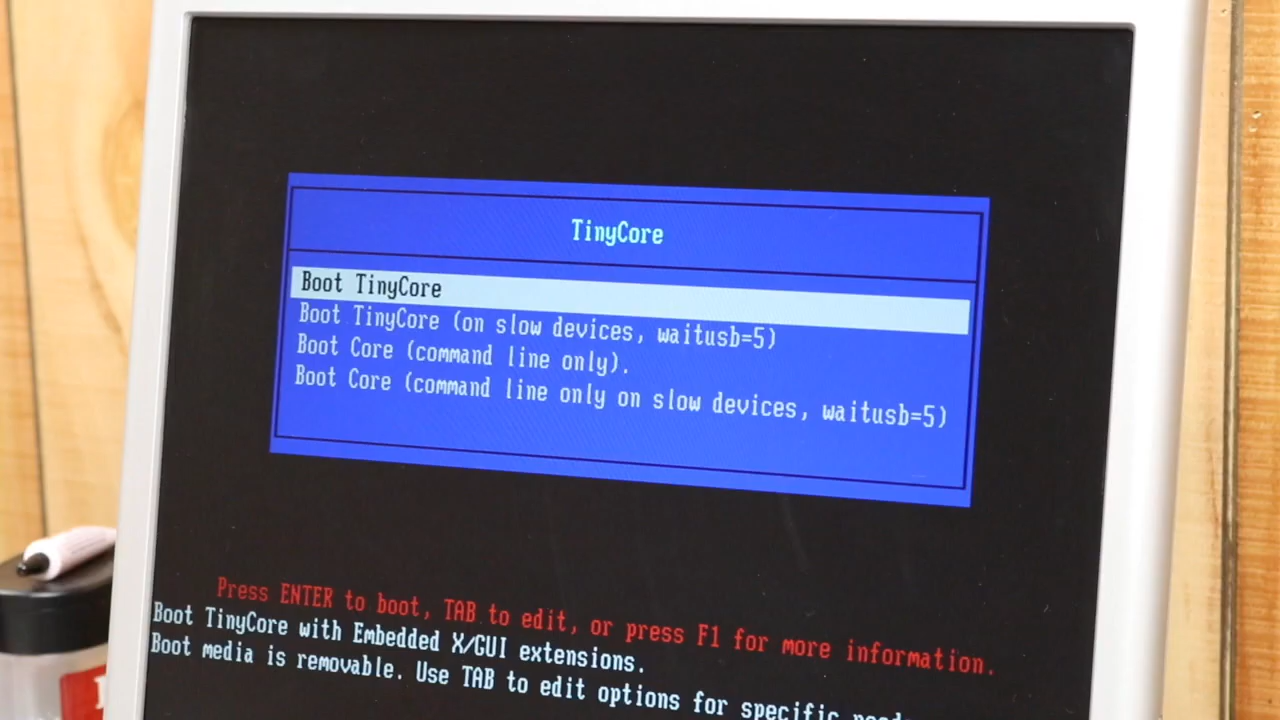 TinyCore
Boot TinyCore
Boot TinyCore (on slow devices, waitusb=5)
Boot Core (command line only).
Boot Core (command line only on slow devices, waitusb=5)
Press ENTER to boot, TAB to edit, or press F1 for more information.
Boot TinyCore with Embedded X/GUI extensions.
Boot media is removable. Use TAB to edit options for specific